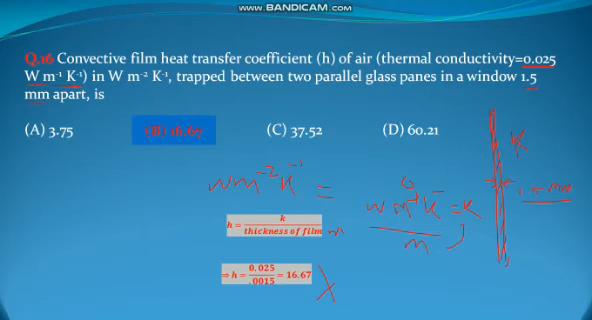 www.BANDICAM.COM
Q.16 Convective film heat transfer coefficient (h) of air (thermal conductivity=0.025
W m⁻¹ K⁻¹) in W m⁻² K⁻¹, trapped between two parallel glass panes in a window 1.5
mm apart, is
(A) 3.75 (B) 16.67 (C) 37.52 (D) 60.21
wm⁻²K⁻¹ =
h = k / thickness of film m
⇒ h = 0.025 / .0015 = 16.67